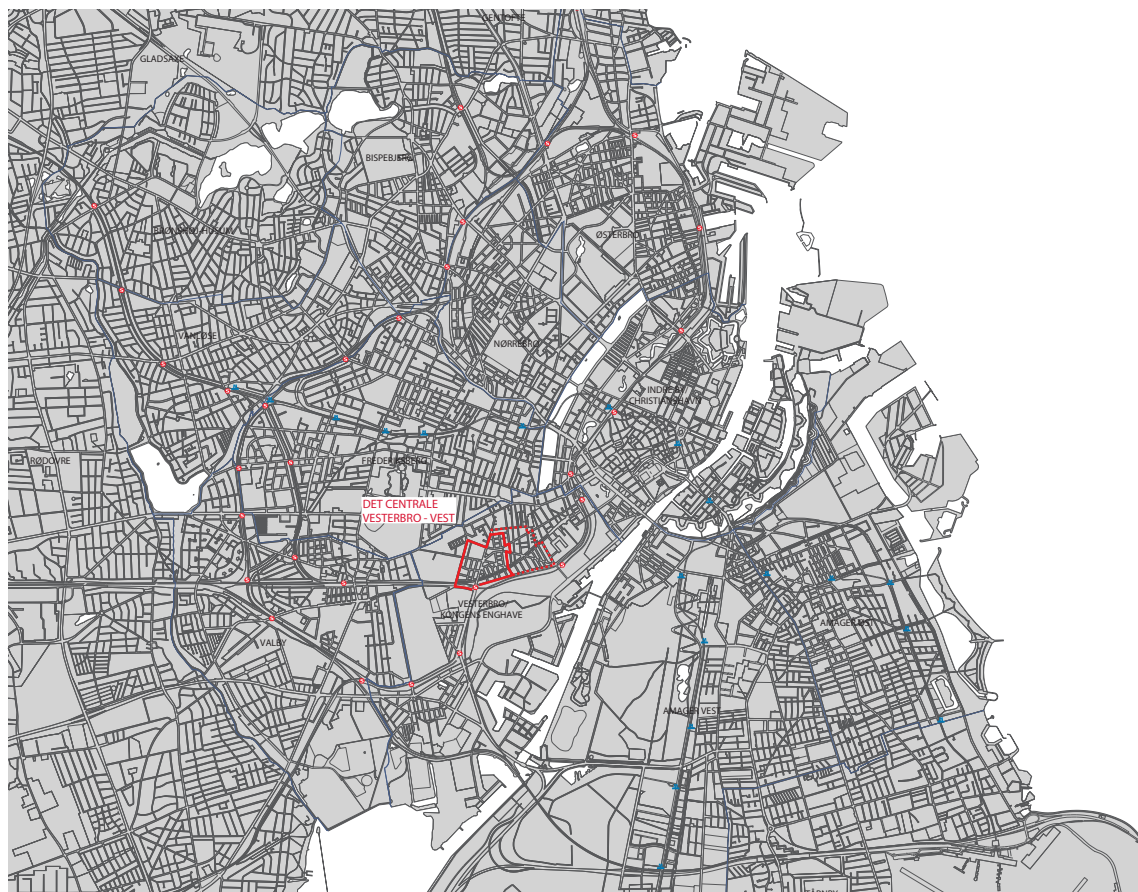 GENTOFTE
GLADSAXE
BISPEBJERG
BRØNSHØJ-HUSUM
ØSTERBRO
VANLØSE
NØRREBRO
INDRE BY
CHRISTIANSHAVN
RØDOVRE
FREDERIKSBERG
DET CENTRALE
VESTERBRO - VEST
VESTERBRO/
KONGENS ENGHAVE
AMAGER ØST
VALBY
AMAGER VEST
TÅRNBY